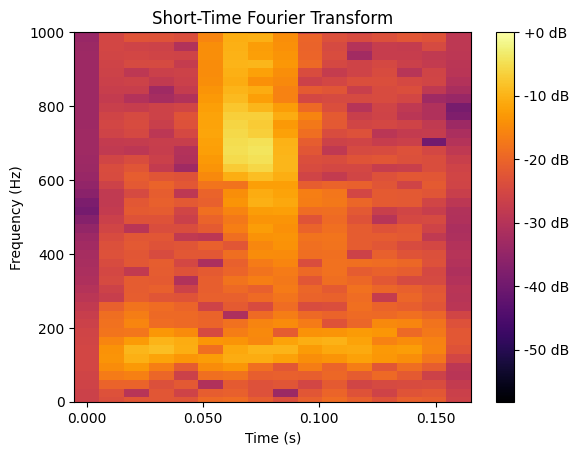 Short-Time Fourier Transform
Frequency (Hz)
1000
800
600
400
200
0
0.000 0.050 0.100 0.150
Time (s)
+0 dB
-10 dB
-20 dB
-30 dB
-40 dB
-50 dB